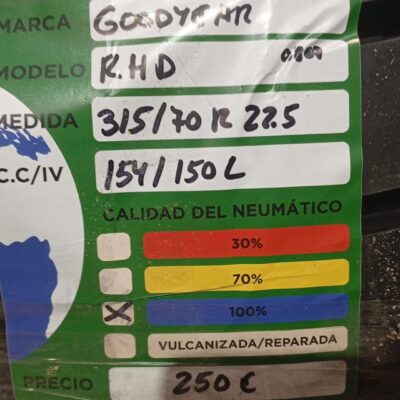 MARCA GOODYEAR
MODELO R.H D 0809
MEDIDA 315/70 R 22.5
C.C/IV 154/150 L
CALIDAD DEL NEUMÁTICO
30%
70%
X 100%
VULCANIZADA/REPARADA
PRECIO 250 €